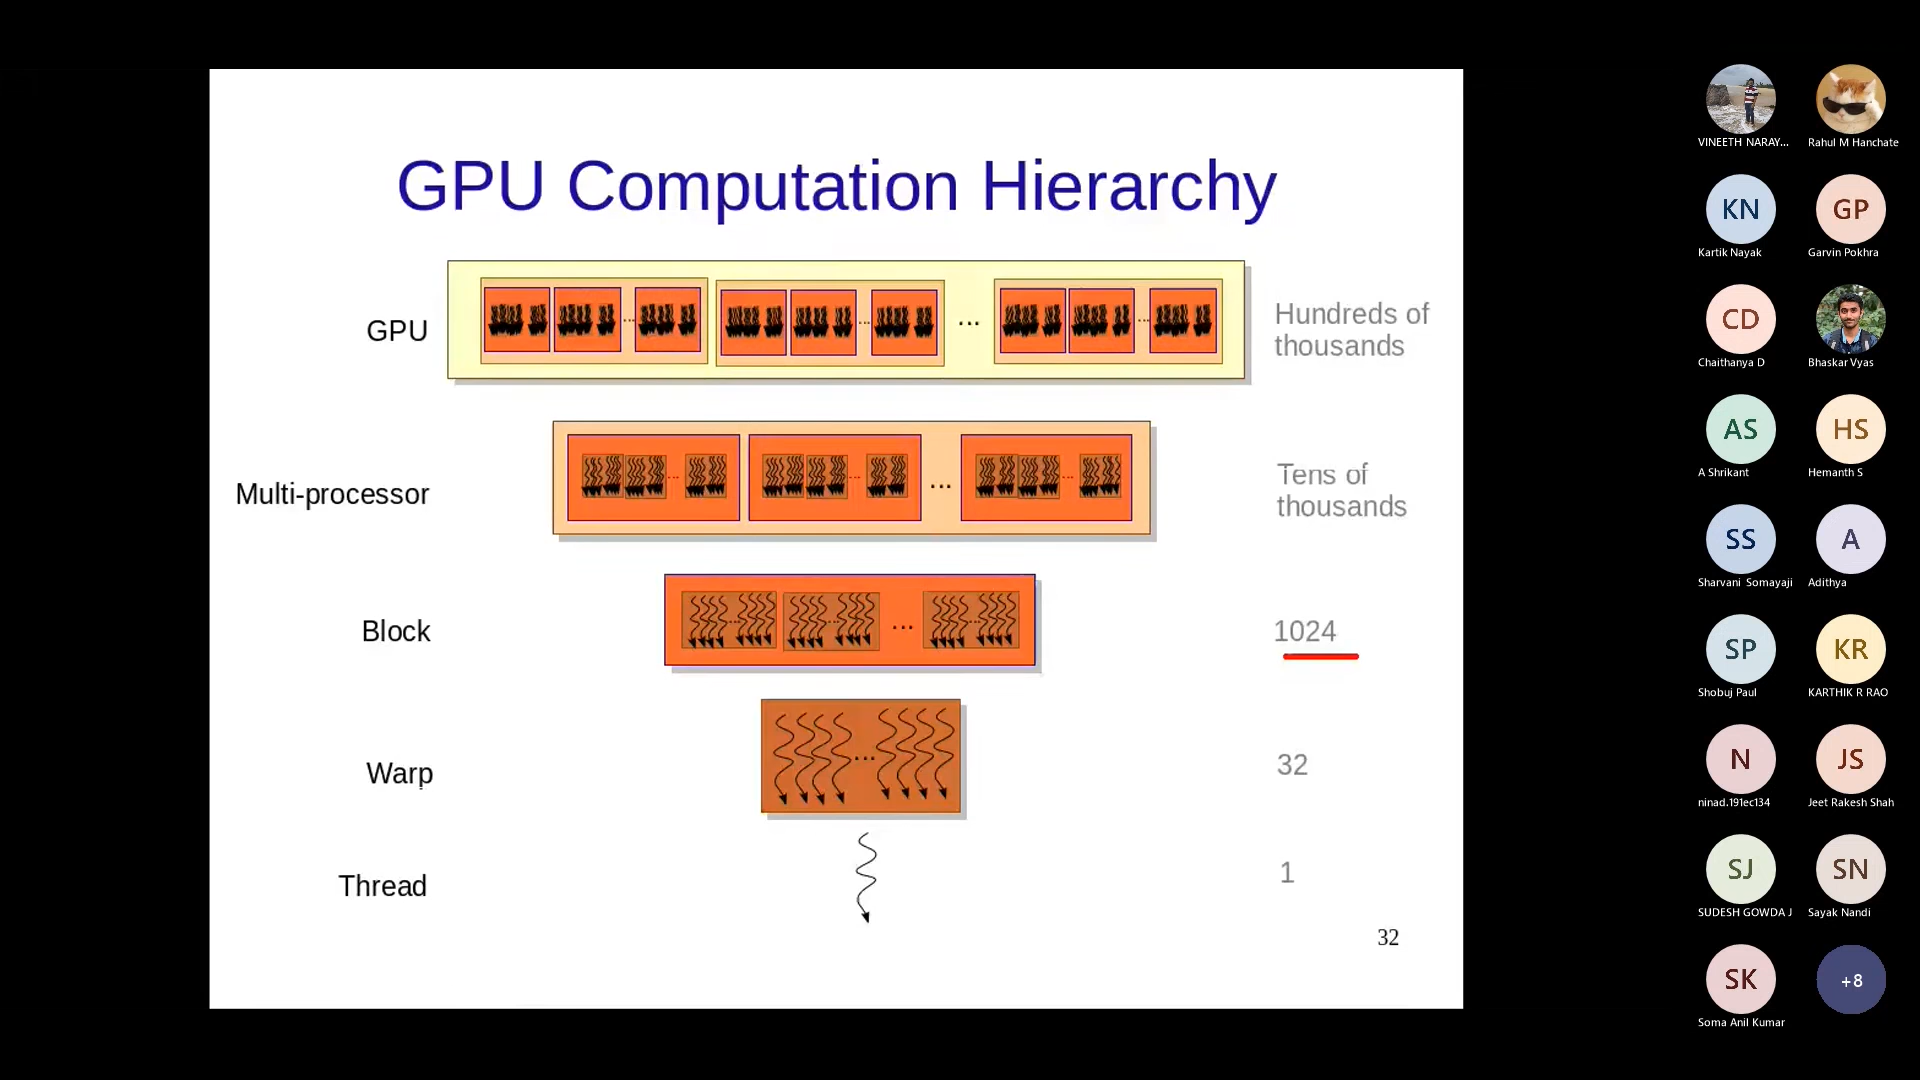 GPU Computation Hierarchy
GPU
...
Hundreds of
thousands
Multi-processor
...
Tens of
thousands
Block
...
1024
Warp
...
32
Thread
1
32
VINEETH NARAY...
Rahul M Hanchate
KN
GP
Kartik Nayak
Garvin Pokhra
CD
Chaithanya D
Bhaskar Vyas
AS
HS
A Shrikant
Hemanth S
SS
A
Sharvani Somayaji
Adithya
SP
KR
Shobuj Paul
KARTHIK R RAO
N
JS
ninad.191ec134
Jeet Rakesh Shah
SJ
SN
SUDESH GOWDA J
Sayak Nandi
SK
+8
Soma Anil Kumar